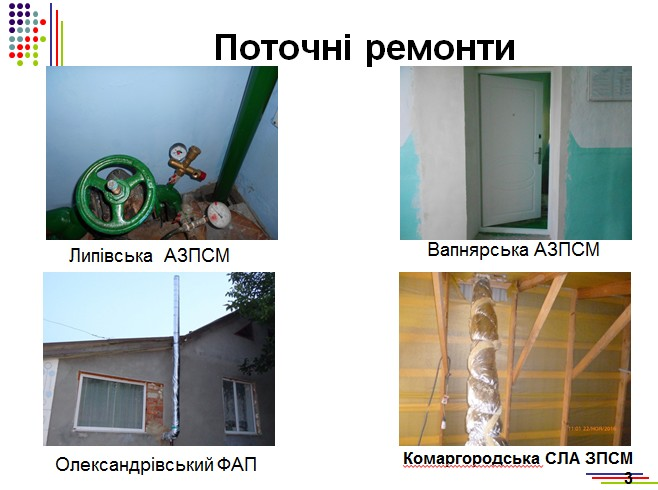 Поточні ремонти
Липівська АЗПСМ
Вапнярська АЗПСМ
Олександрівський ФАП
Комаргородська СЛА ЗПСМ
3